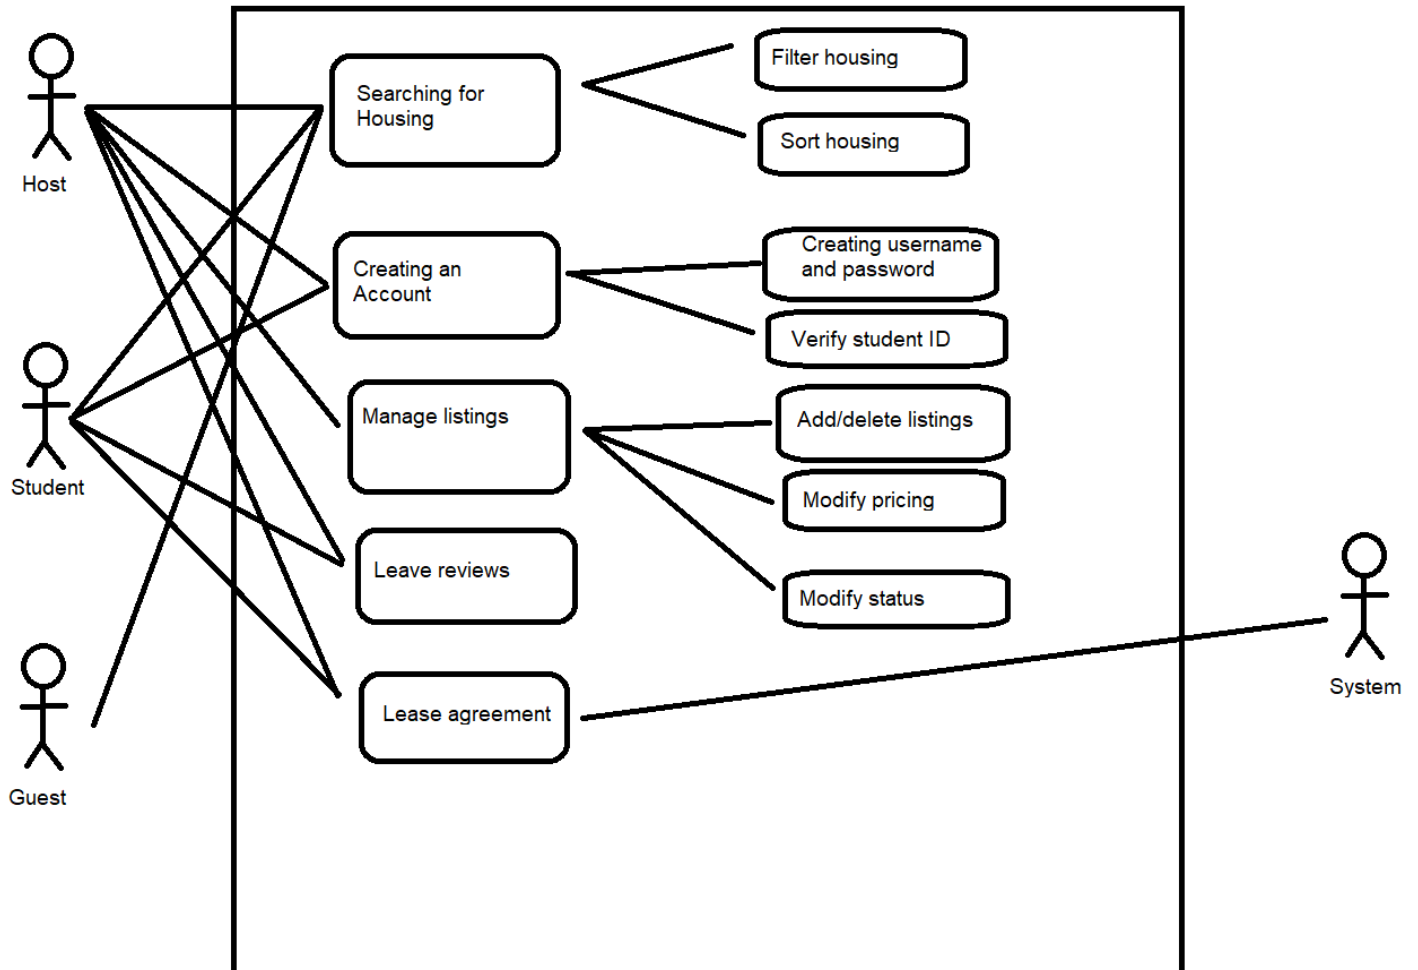 Host
Student
Guest
Searching for
Housing
Creating an
Account
Manage listings
Leave reviews
Lease agreement
Filter housing
Sort housing
Creating username
and password
Verify student ID
Add/delete listings
Modify pricing
Modify status
System